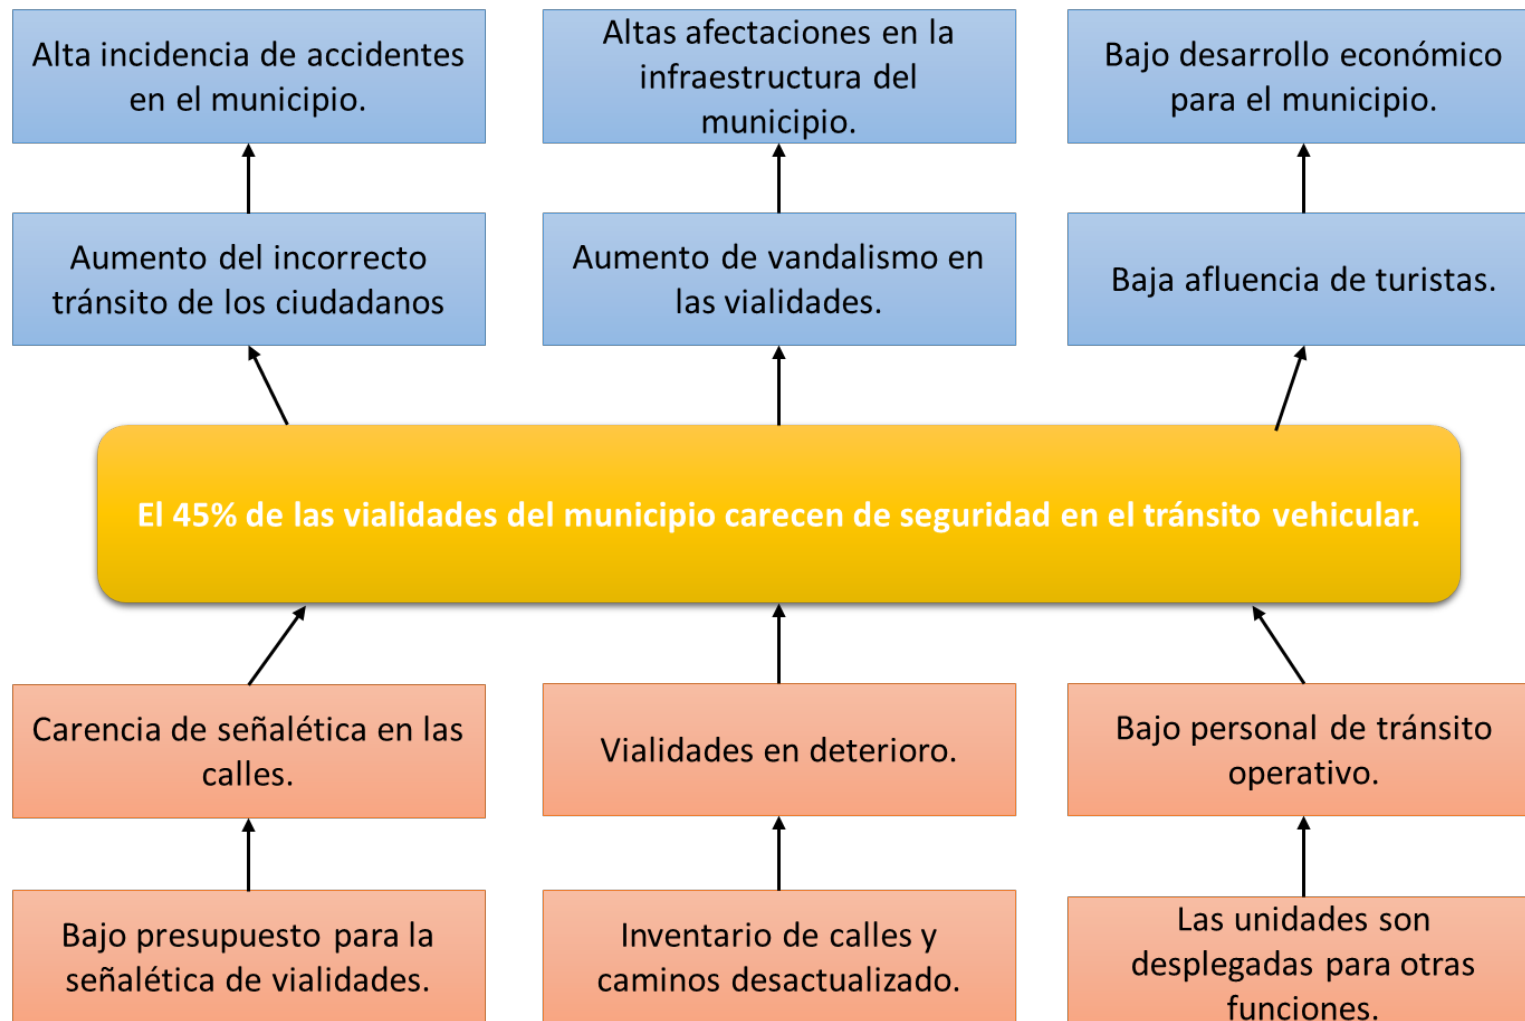 Alta incidencia de accidentes
en el municipio.
Altas afectaciones en la
infraestructura del
municipio.
Bajo desarrollo económico
para el municipio.
Aumento del incorrecto
tránsito de los ciudadanos
Aumento de vandalismo en
las vialidades.
Baja afluencia de turistas.
El 45% de las vialidades del municipio carecen de seguridad en el tránsito vehicular.
Carencia de señalética en las
calles.
Vialidades en deterioro.
Bajo personal de tránsito
operativo.
Bajo presupuesto para la
señalética de vialidades.
Inventario de calles y
caminos desactualizado.
Las unidades son
desplegadas para otras
funciones.